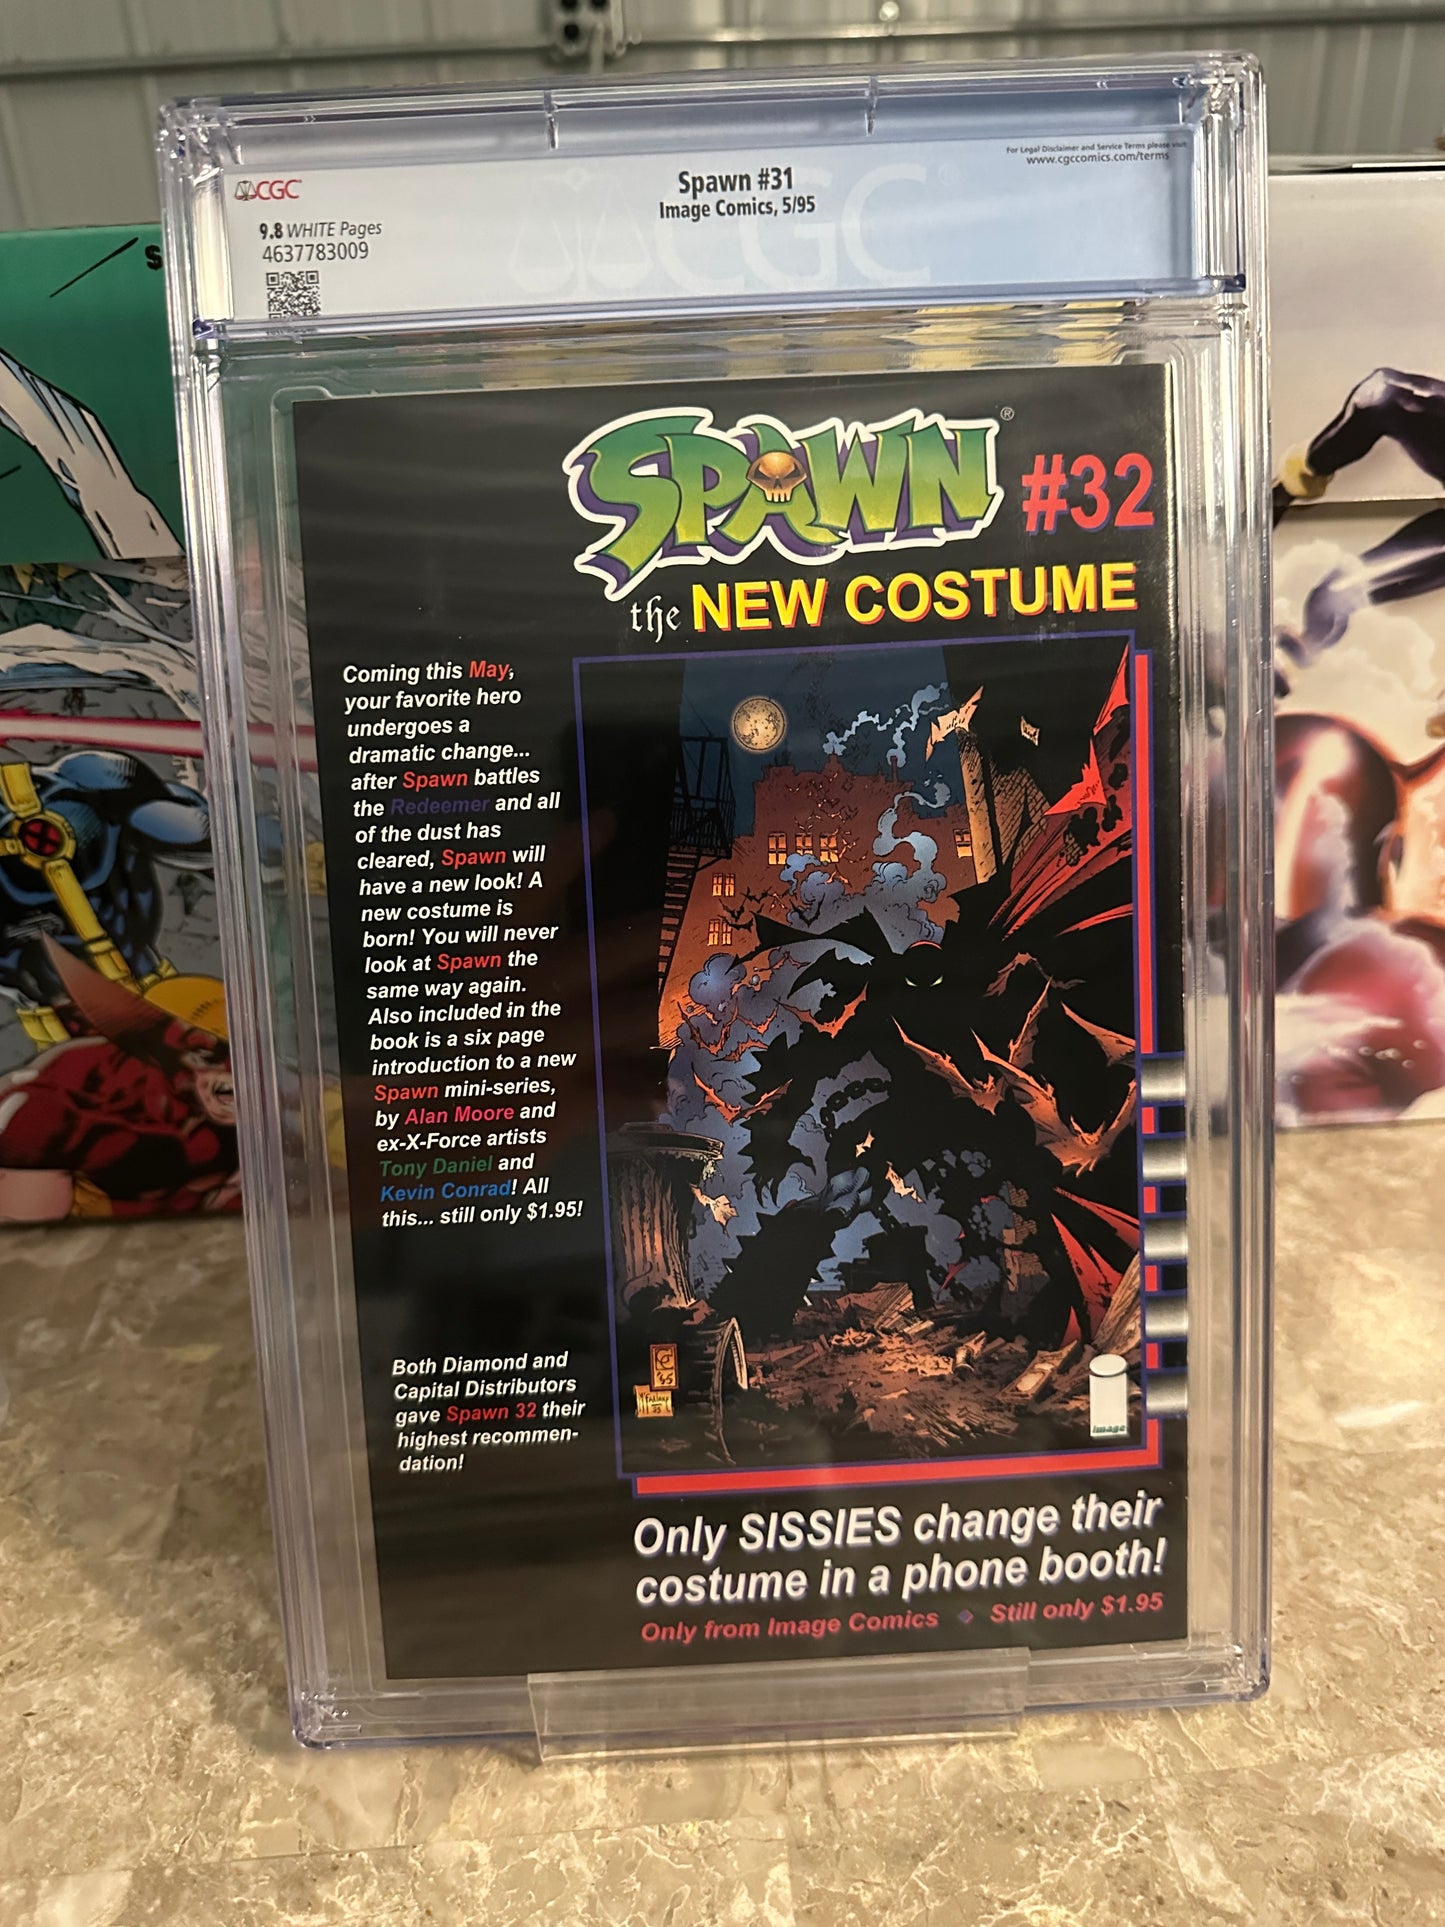 For Legal Disclaimer and Service Terms please visit
www.cgccomics.com/terms
CGC
Spawn #31
Image Comics, 5/95
9.8 WHITE Pages
4637783009
CGC
SPAWN® #32
the NEW COSTUME
Coming this May,
your favorite hero
undergoes a
dramatic change...
after Spawn battles
the Redeemer and all
of the dust has
cleared, Spawn will
have a new look! A
new costume is
born! You will never
look at Spawn the
same way again.
Also included in the
book is a six page
introduction to a new
Spawn mini-series,
by Alan Moore and
ex-X-Force artists
Tony Daniel and
Kevin Conrad! All
this... still only $1.95!
Both Diamond and
Capital Distributors
gave Spawn 32 their
highest recommen-
dation!
image
Only SISSIES change their
costume in a phone booth!
Only from Image Comics ◆ Still only $1.95